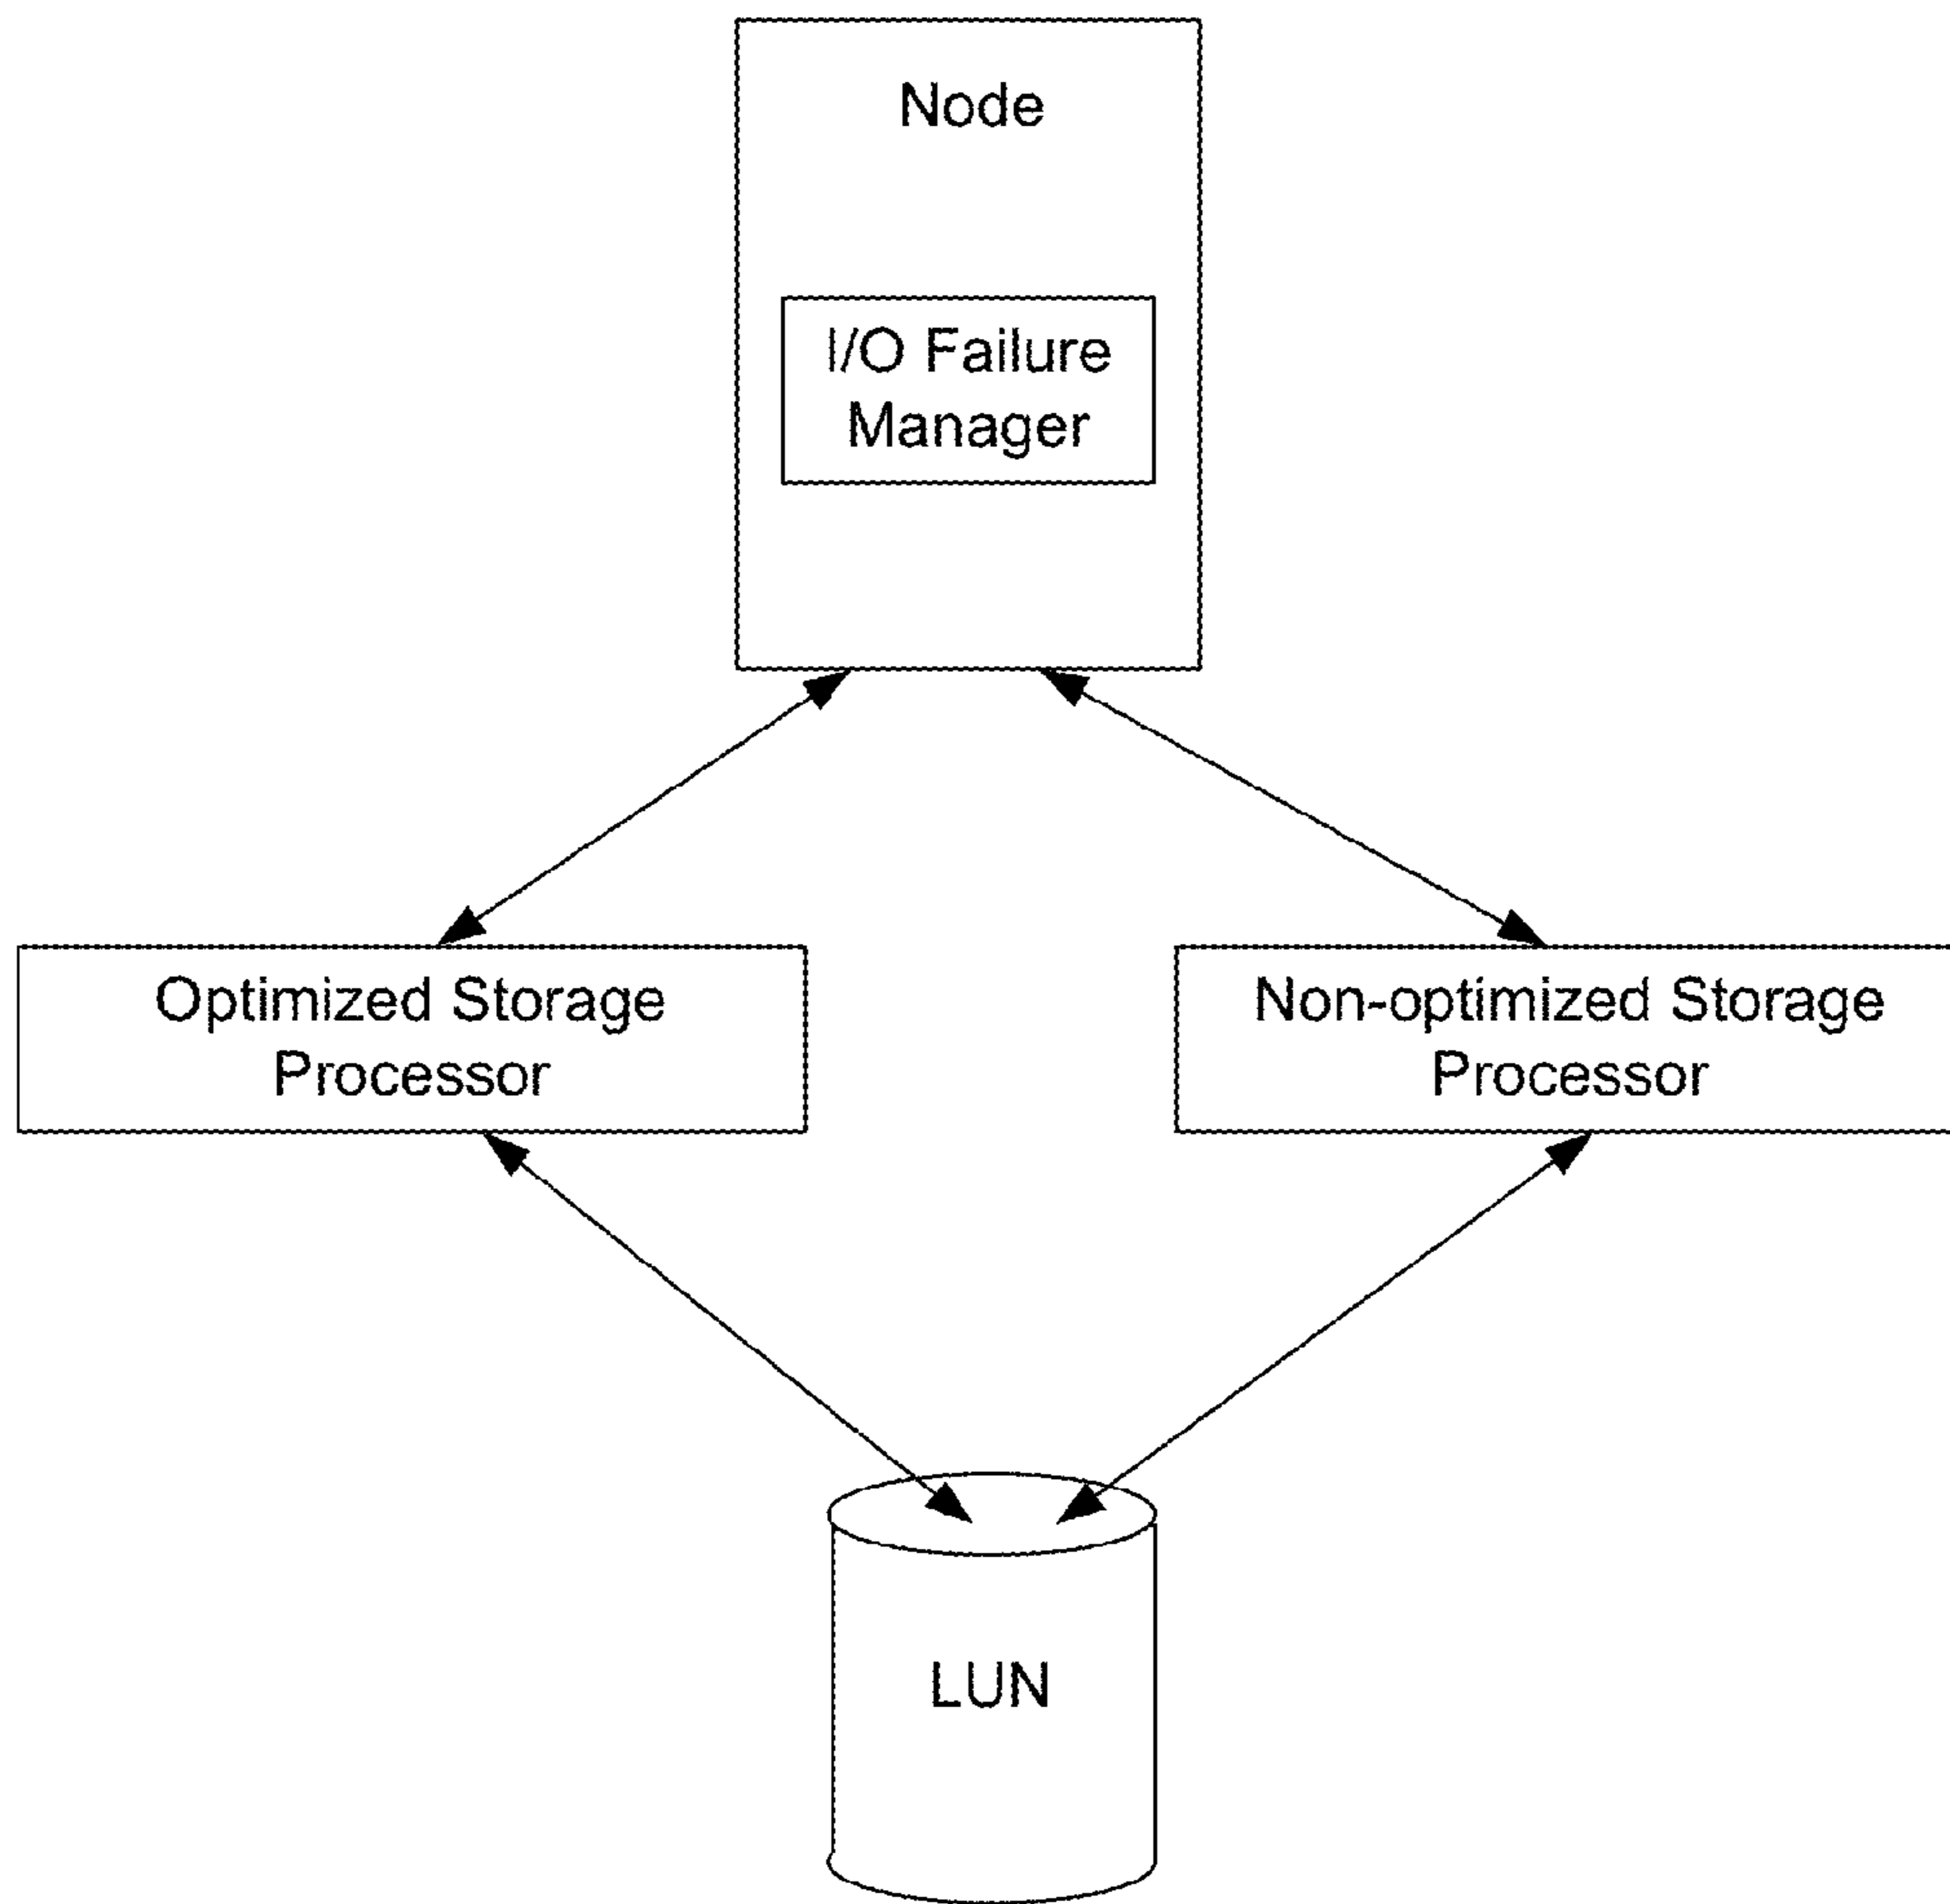 Node
I/O Failure
Manager
Optimized Storage
Processor
Non-optimized Storage
Processor
LUN